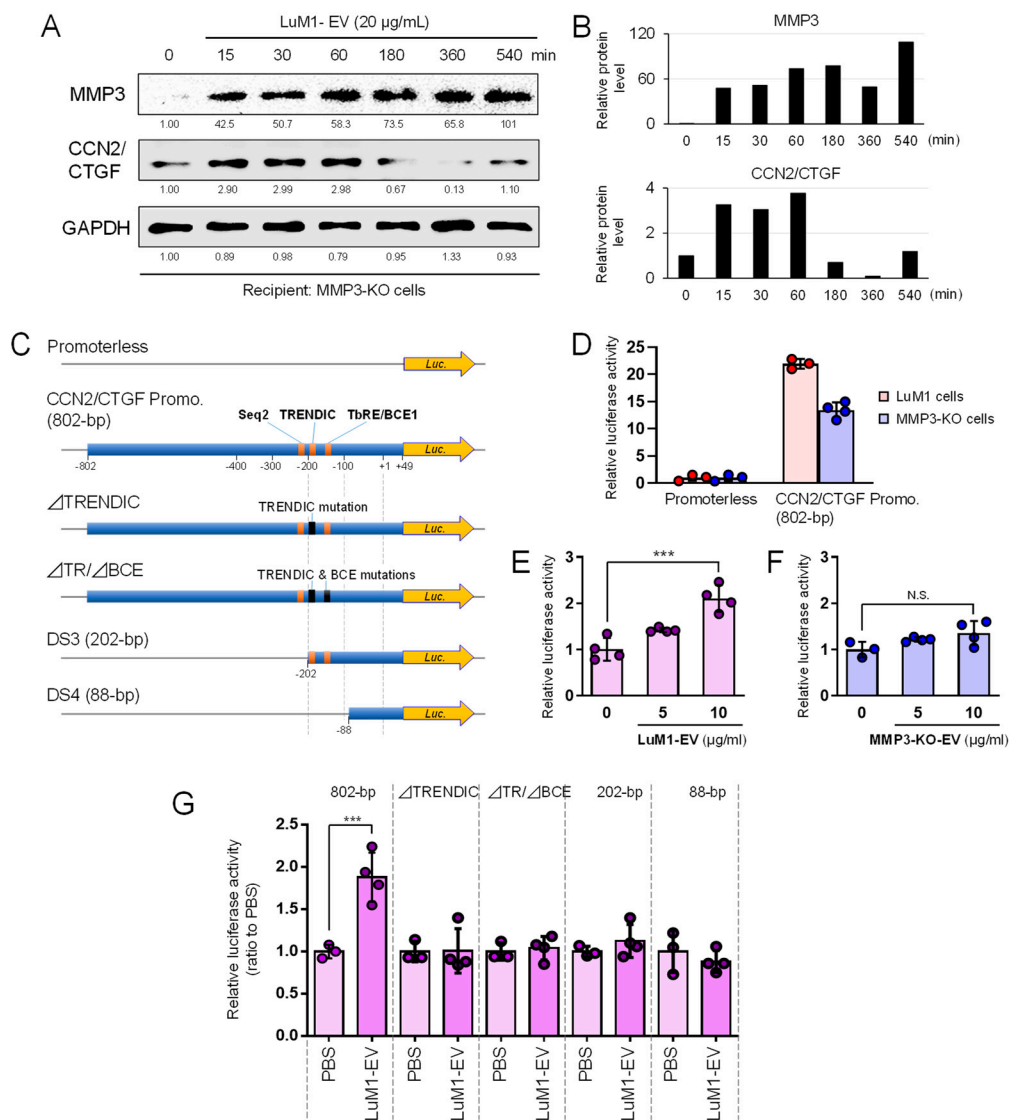 A
LuM1- EV (20 µg/mL)
0 15 30 60 180 360 540 min
MMP3
1.00 42.5 50.7 58.3 73.5 65.8 101
CCN2/
CTGF
1.00 2.90 2.99 2.98 0.67 0.13 1.10
GAPDH
1.00 0.89 0.98 0.79 0.95 1.33 0.93
Recipient: MMP3-KO cells
B
MMP3
Relative protein
level
120
60
0
0 15 30 60 180 360 540 (min)
CCN2/CTGF
Relative protein
level
4
2
0
0 15 30 60 180 360 540 (min)
C
Promoterless
Luc.
CCN2/CTGF Promo.
(802-bp)
Seq2 TRENDIC TbRE/BCE1
Luc.
-802 -400 -300 -200 -100 +1 +49
⊿TRENDIC
TRENDIC mutation
Luc.
⊿TR/⊿BCE
TRENDIC & BCE mutations
Luc.
DS3 (202-bp)
Luc.
-202
DS4 (88-bp)
Luc.
-88
D
Relative luciferase activity
25
20
15
10
5
0
Promoterless CCN2/CTGF Promo.
(802-bp)
LuM1 cells
MMP3-KO cells
E
Relative luciferase activity
3
2
1
0
***
0 5 10
LuM1-EV (µg/ml)
F
Relative luciferase activity
3
2
1
0
N.S.
0 5 10
MMP3-KO-EV (µg/ml)
G
802-bp ⊿TRENDIC ⊿TR/⊿BCE 202-bp 88-bp
Relative luciferase activity
(ratio to PBS)
2.5
2.0
1.5
1.0
0.5
0.0
***
PBS LuM1-EV PBS LuM1-EV PBS LuM1-EV PBS LuM1-EV PBS LuM1-EV